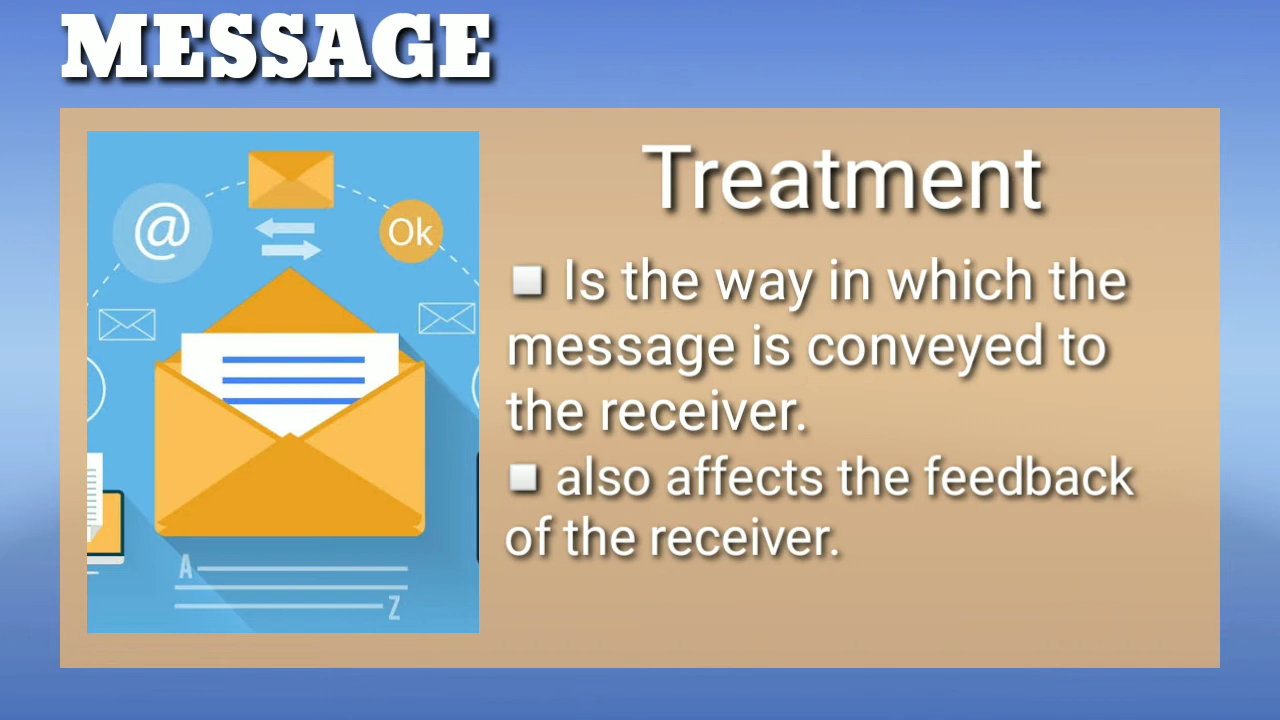 MESSAGE
@
Ok
A
Z
Treatment
▪ Is the way in which the
message is conveyed to
the receiver.
▪ also affects the feedback
of the receiver.